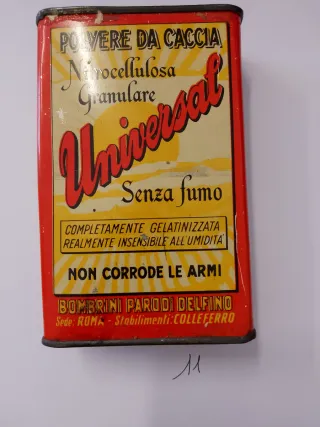 POLVERE DA CACCIA
Nitrocellulosa
Granulare
Universal
Senza fumo
COMPLETAMENTE GELATINIZZATA
REALMENTE INSENSIBILE ALL'UMIDITÀ
NON CORRODE LE ARMI
BOMBRINI PARODI DELFINO
Sede: ROMA - Stabilimenti: COLLEFERRO
11